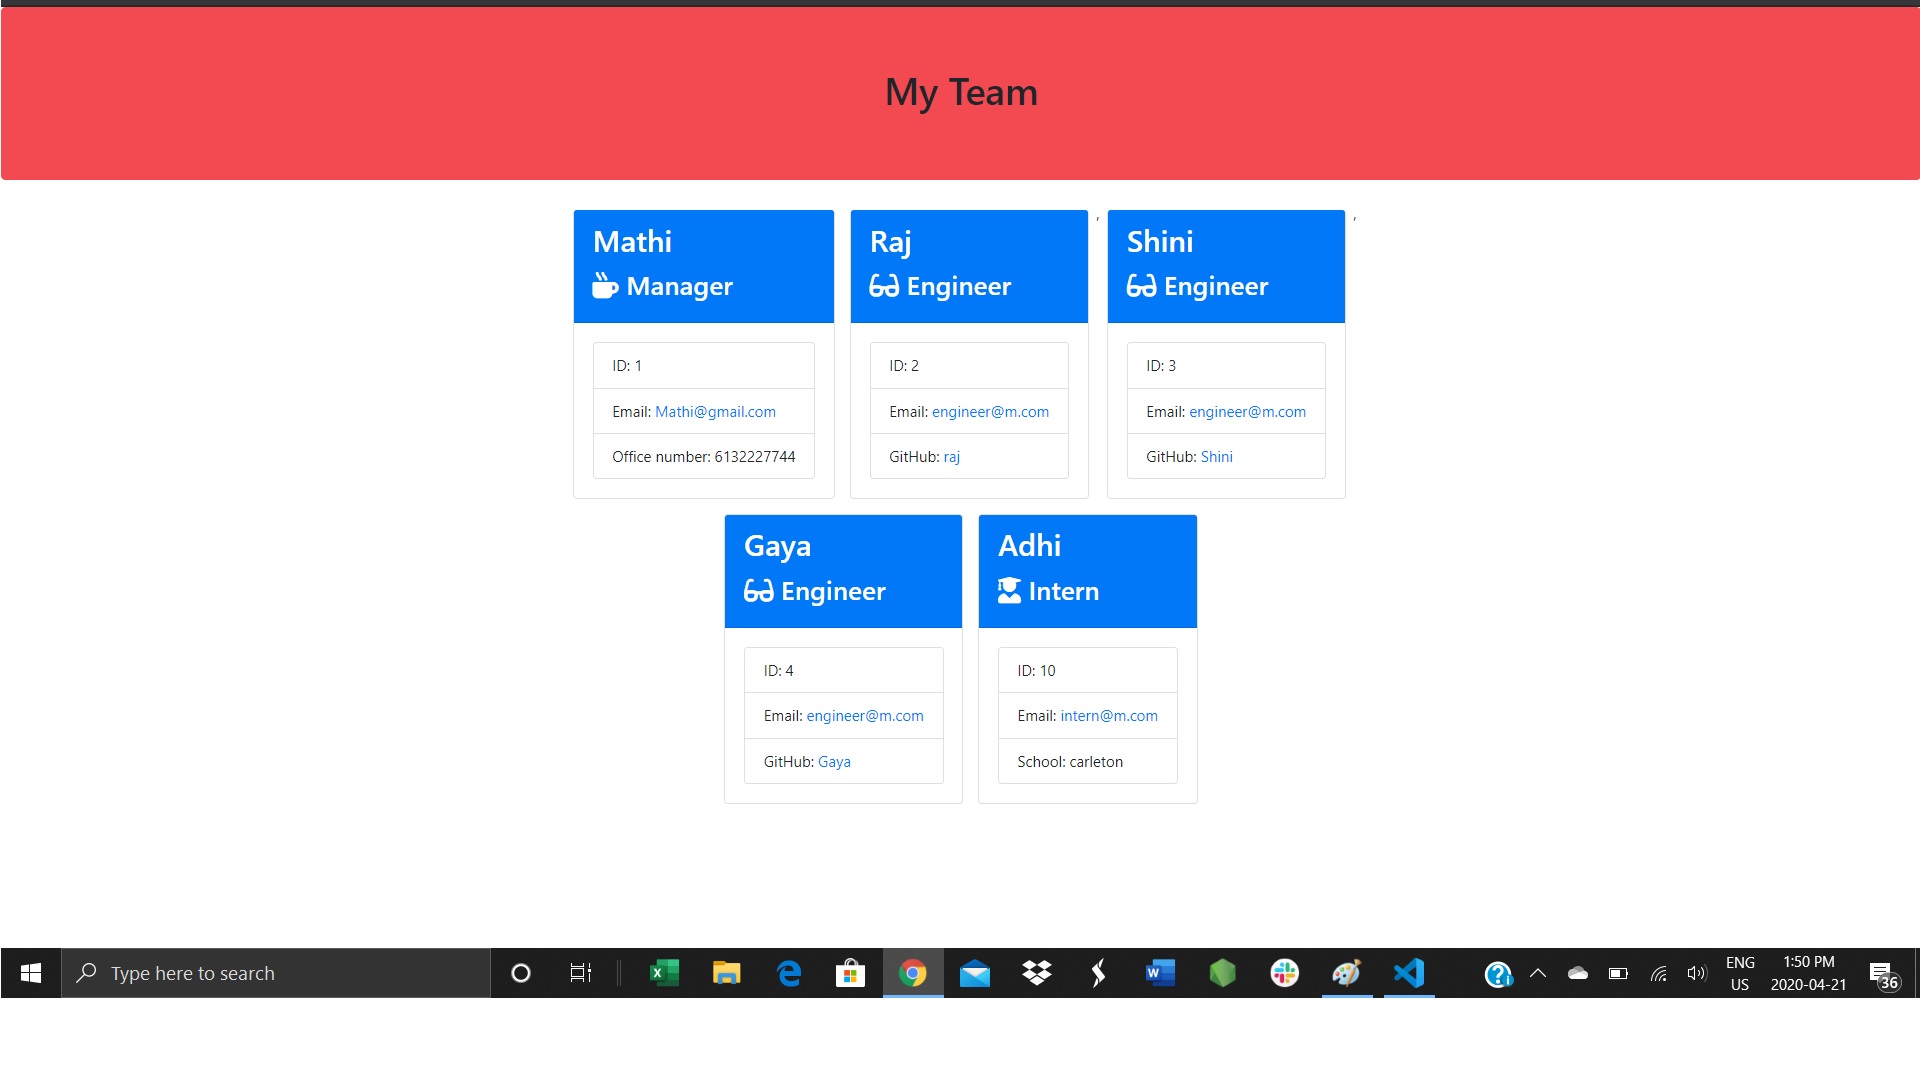 My Team
Mathi
Manager
ID: 1
Email: Mathi@gmail.com
Office number: 6132227744
Raj
Engineer
ID: 2
Email: engineer@m.com
GitHub: raj
,
Shini
Engineer
ID: 3
Email: engineer@m.com
GitHub: Shini
,
Gaya
Engineer
ID: 4
Email: engineer@m.com
GitHub: Gaya
Adhi
Intern
ID: 10
Email: intern@m.com
School: carleton
Type here to search
ENG
US
1:50 PM
2020-04-21
36